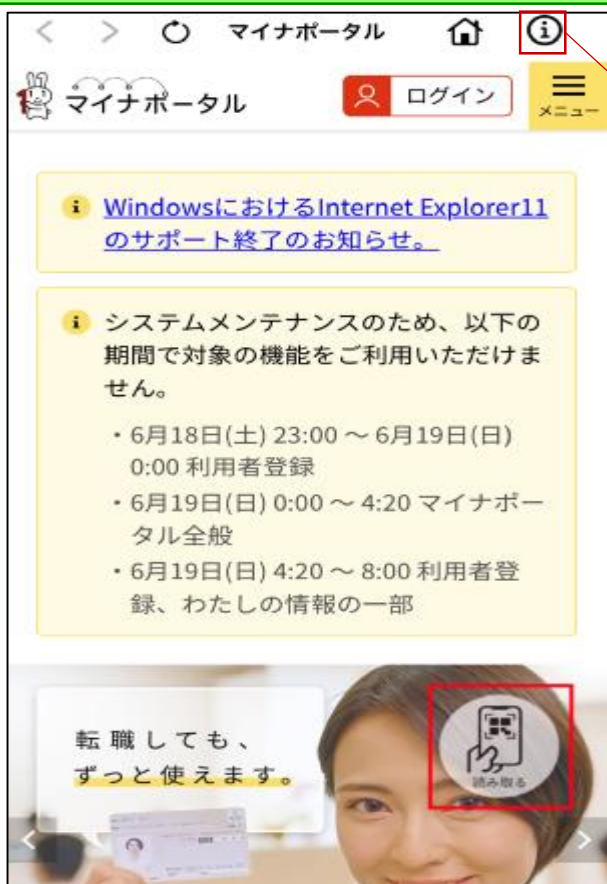 マイナポータル
マイナポータル
ログイン
メニュー
WindowsにおけるInternet Explorer11
のサポート終了のお知らせ。
システムメンテナンスのため、以下の
期間で対象の機能をご利用いただけま
せん。
・6月18日(土) 23:00 ～ 6月19日(日)
0:00 利用者登録
・6月19日(日) 0:00 ～ 4:20 マイナポー
タル全般
・6月19日(日) 4:20 ～ 8:00 利用者登
録、わたしの情報の一部
転職しても、
ずっと使えます。
読み取る